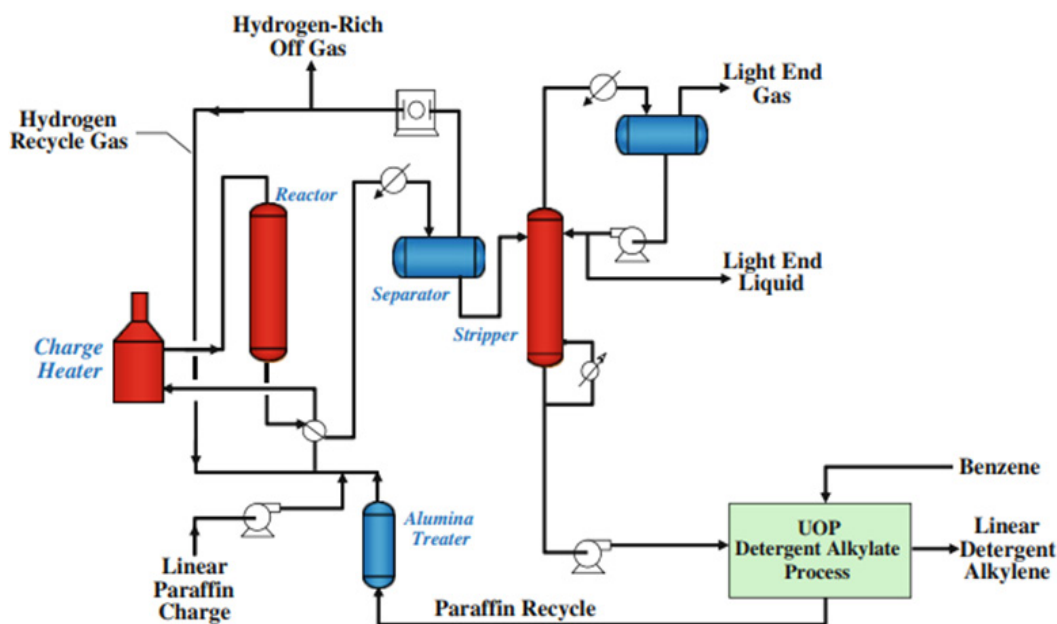 Hydrogen-Rich
Off Gas
Light End
Gas
Hydrogen
Recycle Gas
Reactor
Separator
Light End
Liquid
Stripper
Charge
Heater
Benzene
Alumina
Treater
UOP
Detergent Alkylate
Process
Linear
Detergent
Alkylene
Linear
Paraffin
Charge
Paraffin Recycle